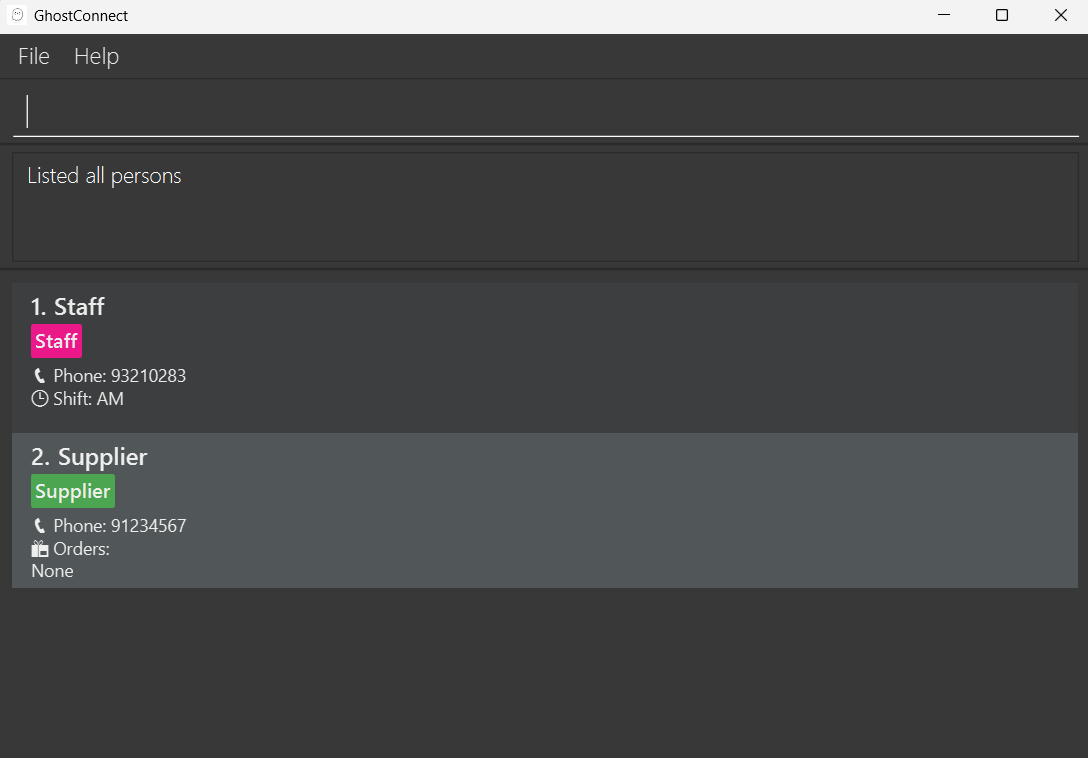 GhostConnect
File Help
Listed all persons
1. Staff
Staff
Phone: 93210283
Shift: AM
2. Supplier
Supplier
Phone: 91234567
Orders:
None